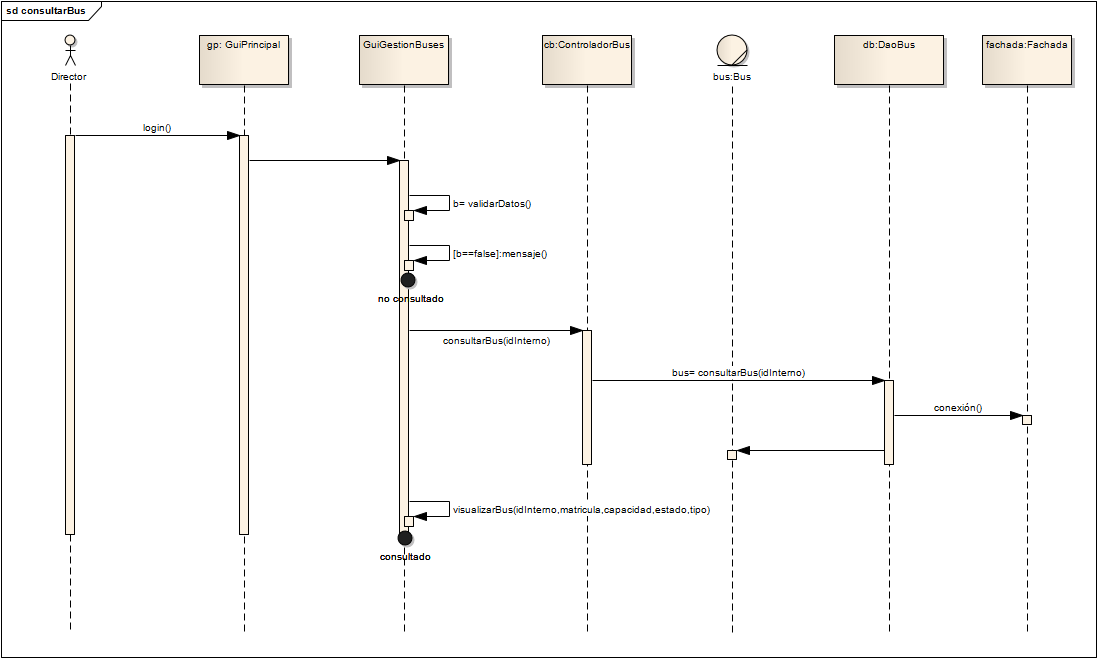 sd consultarBus
Director
gp: GuiPrincipal
GuiGestionBuses
cb:ControladorBus
bus:Bus
db:DaoBus
fachada:Fachada
login()
b= validarDatos()
[b==false]:mensaje()
no consultado
consultarBus(idInterno)
bus= consultarBus(idInterno)
conexión()
visualizarBus(idInterno,matricula,capacidad,estado,tipo)
consultado